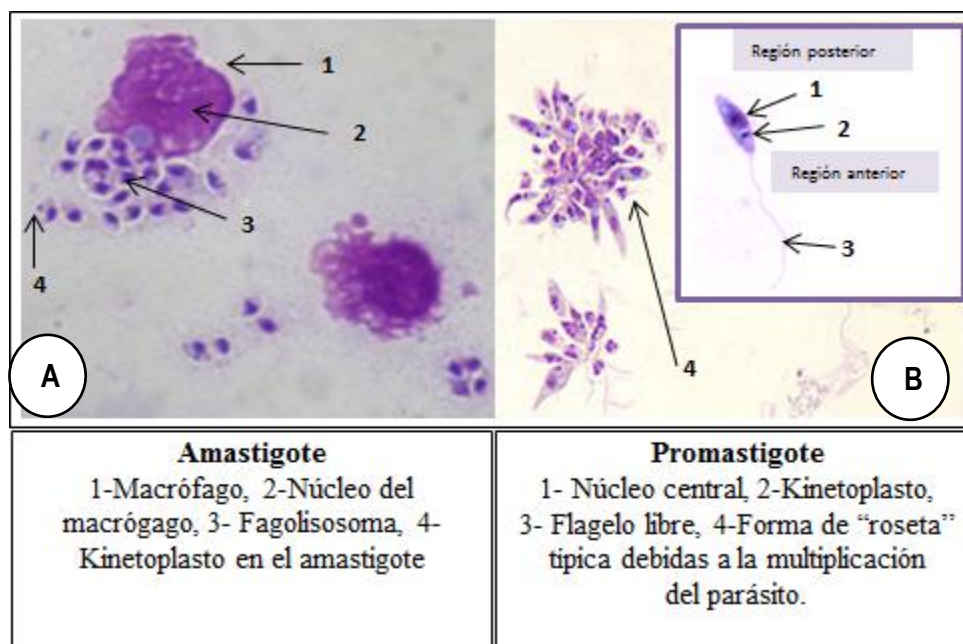 1
2
3
4
A
Región posterior
1
2
Región anterior
3
4
B
Amastigote
1-Macrófago, 2-Núcleo del
macrógago, 3- Fagolisosoma, 4-
Kinetoplasto en el amastigote
Promastigote
1- Núcleo central, 2-Kinetoplasto,
3- Flagelo libre, 4-Forma de “roseta”
típica debidas a la multiplicación
del parásito.